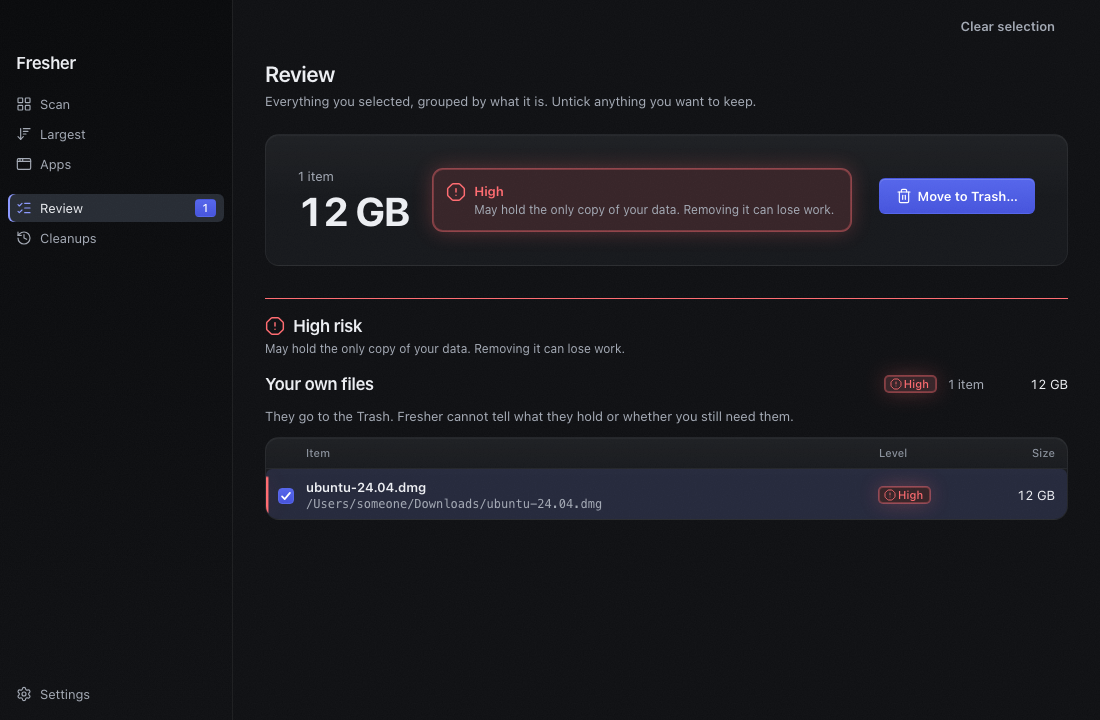 Clear selection
Fresher
Scan
Largest
Apps
Review 1
Cleanups
Settings
Review
Everything you selected, grouped by what it is. Untick anything you want to keep.
1 item
12 GB
High
May hold the only copy of your data. Removing it can lose work.
Move to Trash...
High risk
May hold the only copy of your data. Removing it can lose work.
Your own files High 1 item 12 GB
They go to the Trash. Fresher cannot tell what they hold or whether you still need them.
Item Level Size
ubuntu-24.04.dmg High 12 GB
/Users/someone/Downloads/ubuntu-24.04.dmg